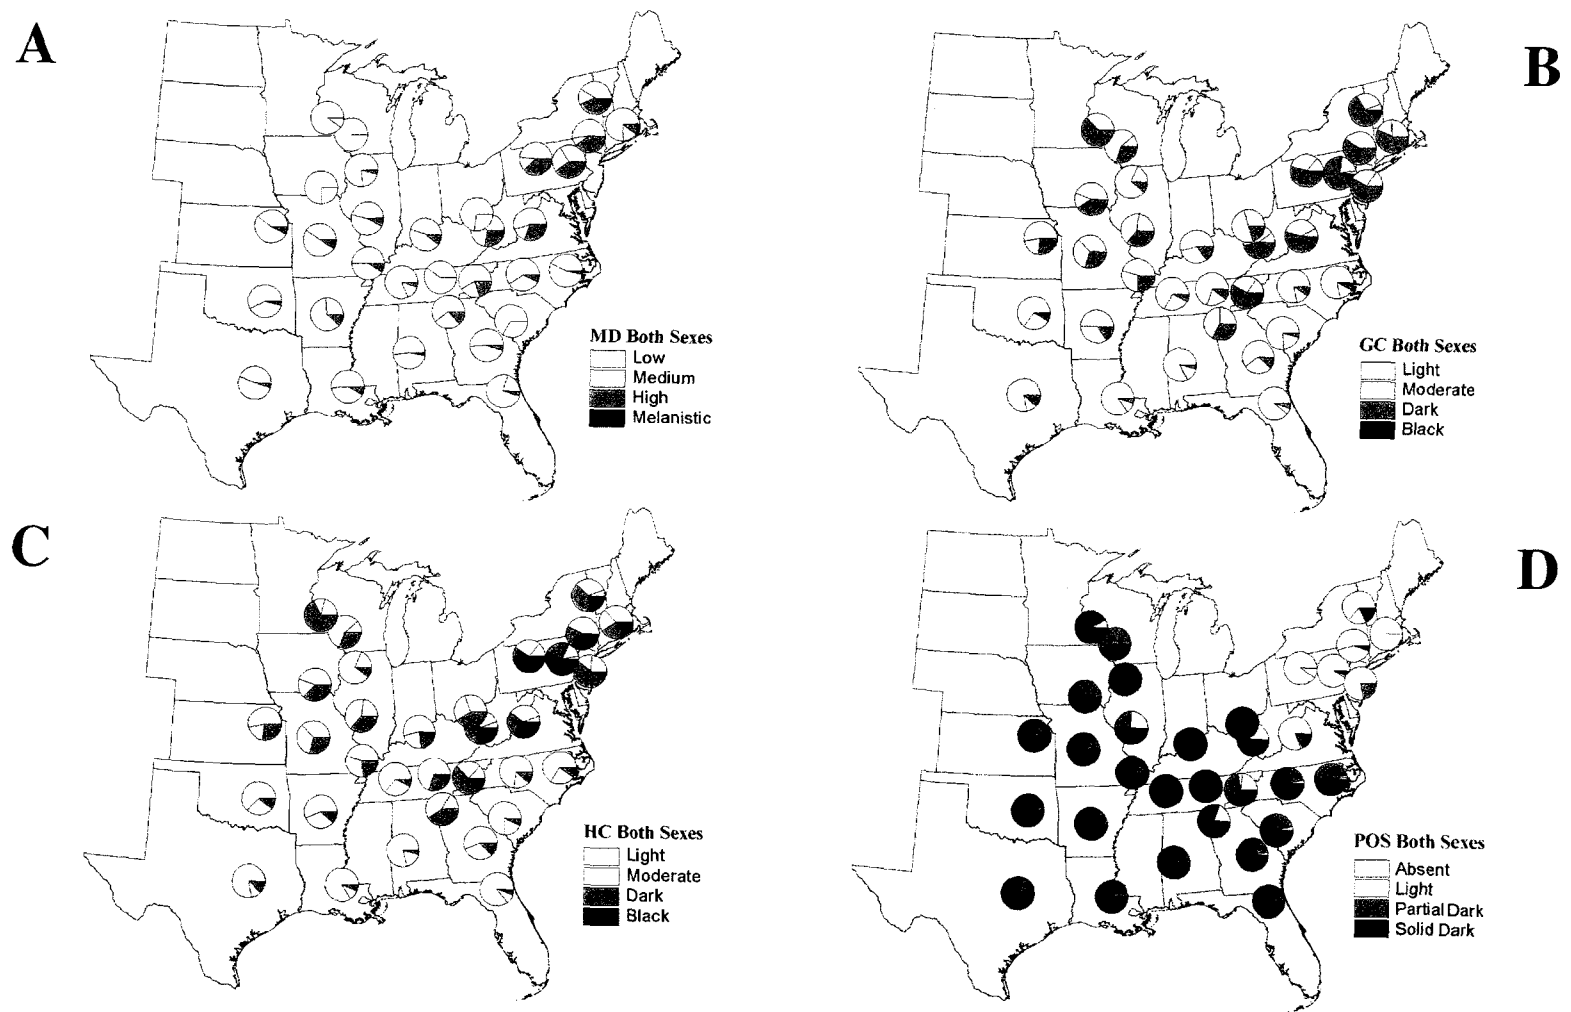 A
MD Both Sexes
Low
Medium
High
Melanistic
B
GC Both Sexes
Light
Moderate
Dark
Black
C
HC Both Sexes
Light
Moderate
Dark
Black
D
POS Both Sexes
Absent
Light
Partial Dark
Solid Dark